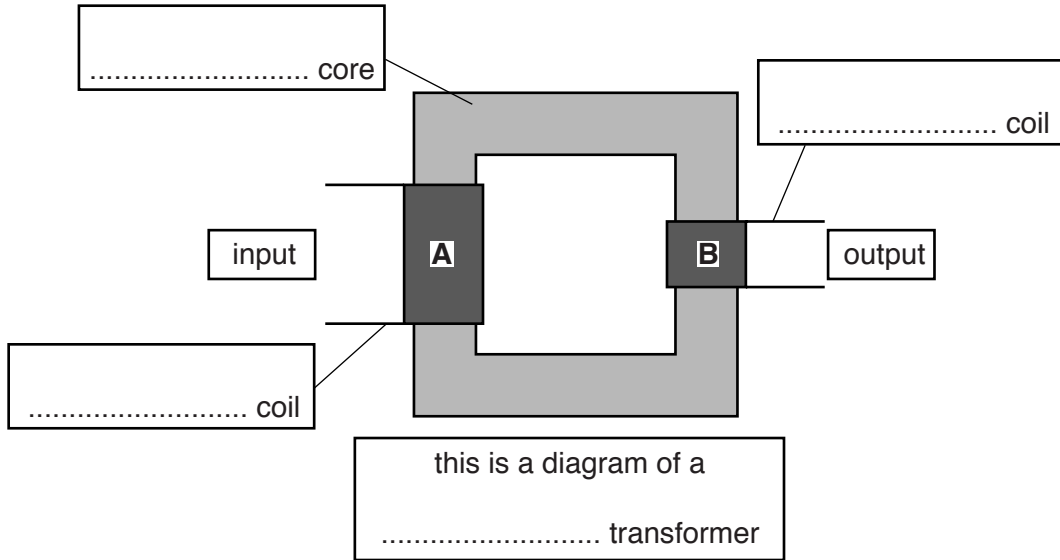 ........................... core
........................... coil
input
A
B
output
........................... coil
this is a diagram of a
........................... transformer